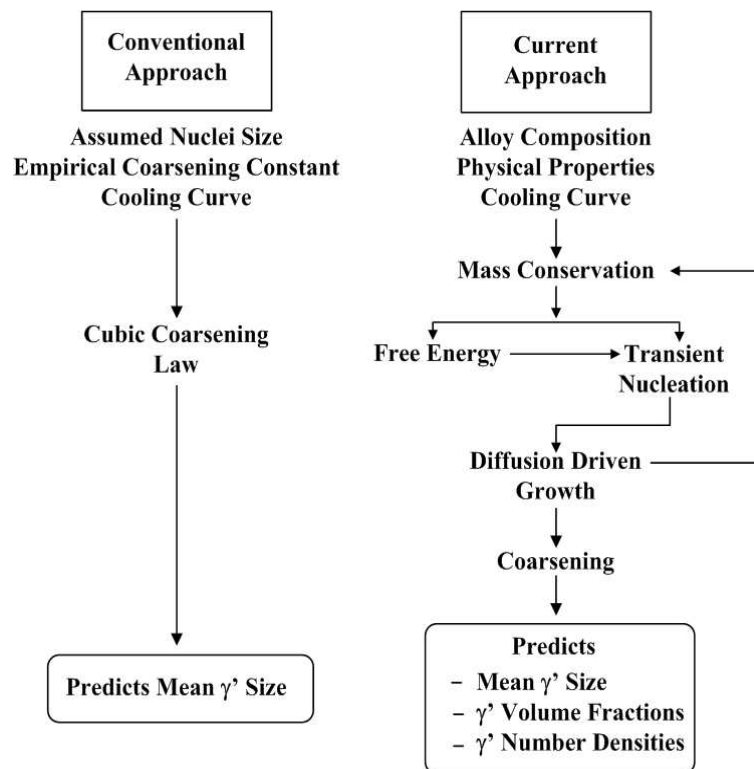 Conventional
Approach
Assumed Nuclei Size
Empirical Coarsening Constant
Cooling Curve
Cubic Coarsening
Law
Predicts Mean γ’ Size
Current
Approach
Alloy Composition
Physical Properties
Cooling Curve
Mass Conservation
Free Energy
Transient
Nucleation
Diffusion Driven
Growth
Coarsening
Predicts
– Mean γ’ Size
– γ’ Volume Fractions
– γ’ Number Densities